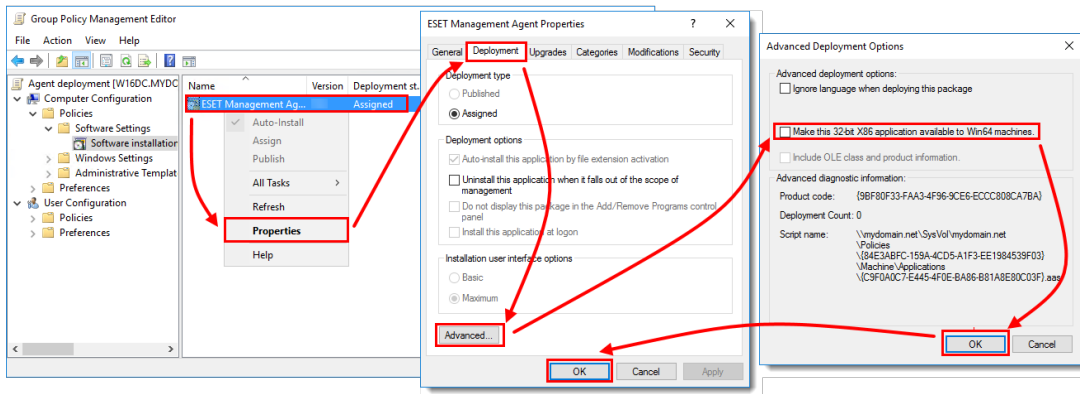 Group Policy Management Editor
File Action View Help
Agent deployment [W16DC.MYDC
Computer Configuration
Policies
Software Settings
Software installation
Windows Settings
Administrative Templat
Preferences
User Configuration
Policies
Preferences
Name Version Deployment st.
ESET Management Ag... Assigned
Auto-Install
Assign
Publish
All Tasks
Refresh
Properties
Help
ESET Management Agent Properties
General Deployment Upgrades Categories Modifications Security
Deployment type
Published
Assigned
Deployment options
Auto-install this application by file extension activation
Uninstall this application when it falls out of the scope of
management
Do not display this package in the Add/Remove Programs control
panel
Install this application at logon
Installation user interface options
Basic
Maximum
Advanced...
OK Cancel Apply
Advanced Deployment Options
Advanced deployment options:
Ignore language when deploying this package
Make this 32-bit X86 application available to Win64 machines.
Include OLE class and product information.
Advanced diagnostic information:
Product code: {9BF80F33-FAA3-4F96-9CE6-ECCC808CA7BA}
Deployment Count: 0
Script name: \\mydomain.net\SysVol\mydomain.net
\Policies
\{84E3ABFC-159A-4CD5-A1F3-EE1984539F03}
\Machine\Applications
\{C9F0A0C7-E445-4F0E-BA86-B81A8E80C03F}.aas
OK Cancel